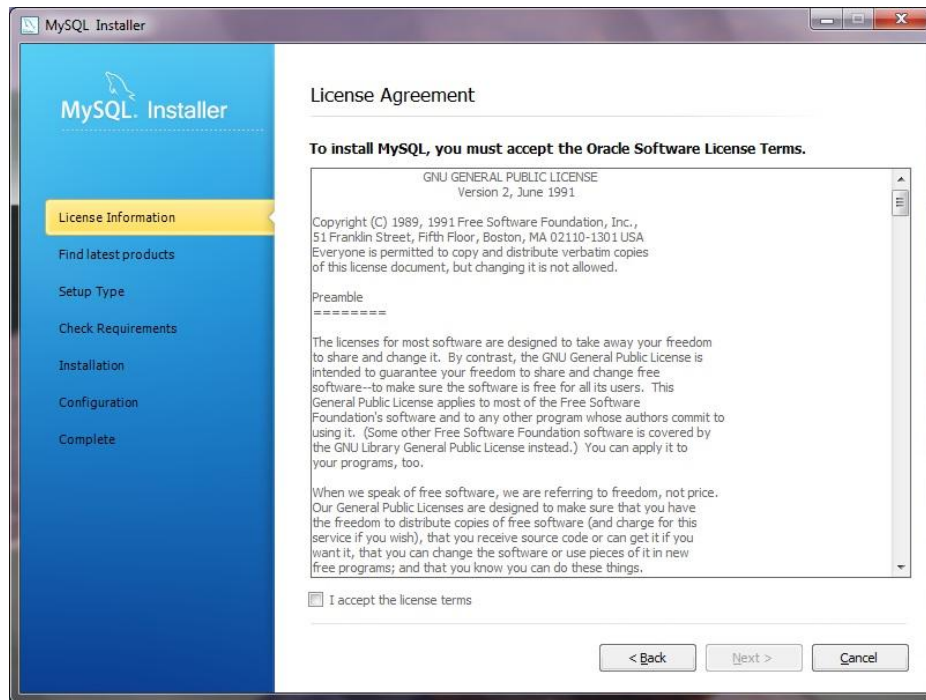 MySQL Installer
MySQL. Installer
License Information
Find latest products
Setup Type
Check Requirements
Installation
Configuration
Complete
License Agreement
To install MySQL, you must accept the Oracle Software License Terms.
GNU GENERAL PUBLIC LICENSE
Version 2, June 1991
Copyright (C) 1989, 1991 Free Software Foundation, Inc.,
51 Franklin Street, Fifth Floor, Boston, MA 02110-1301 USA
Everyone is permitted to copy and distribute verbatim copies
of this license document, but changing it is not allowed.
Preamble
========
The licenses for most software are designed to take away your freedom
to share and change it. By contrast, the GNU General Public License is
intended to guarantee your freedom to share and change free
software--to make sure the software is free for all its users. This
General Public License applies to most of the Free Software
Foundation's software and to any other program whose authors commit to
using it. (Some other Free Software Foundation software is covered by
the GNU Library General Public License instead.) You can apply it to
your programs, too.
When we speak of free software, we are referring to freedom, not price.
Our General Public Licenses are designed to make sure that you have
the freedom to distribute copies of free software (and charge for this
service if you wish), that you receive source code or can get it if you
want it, that you can change the software or use pieces of it in new
free programs; and that you know you can do these things.
I accept the license terms
< Back
Next >
Cancel